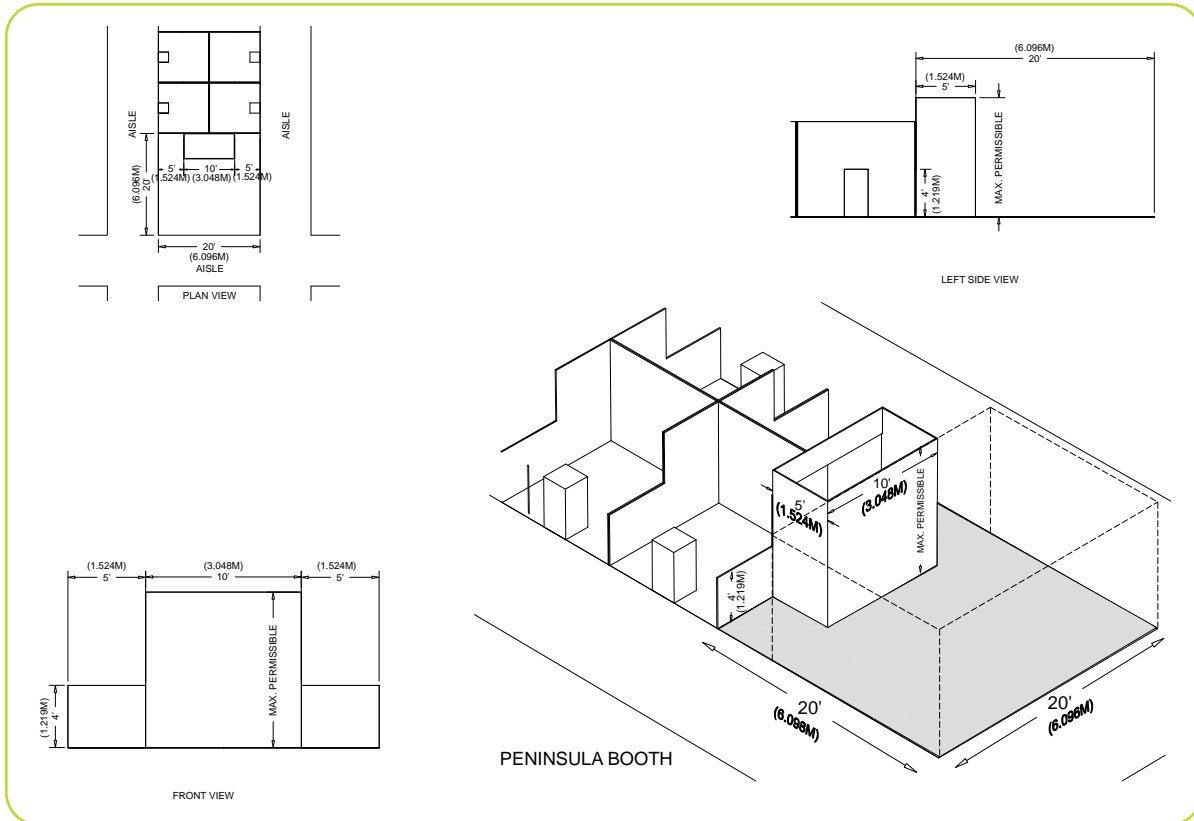 AISLE
AISLE
5'
10'
5'
(1.524M)
(3.048M)
(1.524M)
20'
(6.096M)
20'
(6.096M)
AISLE
PLAN VIEW
(6.096M)
20'
(1.524M)
5'
MAX. PERMISSIBLE
4'
(1.219M)
LEFT SIDE VIEW
(1.524M)
5'
(3.048M)
10'
(1.524M)
5'
MAX. PERMISSIBLE
(1.219M)
4'
FRONT VIEW
5'
(1.524M)
10'
(3.048M)
MAX. PERMISSIBLE
4'
(1.219M)
20'
(6.098M)
20'
(6.096M)
PENINSULA BOOTH